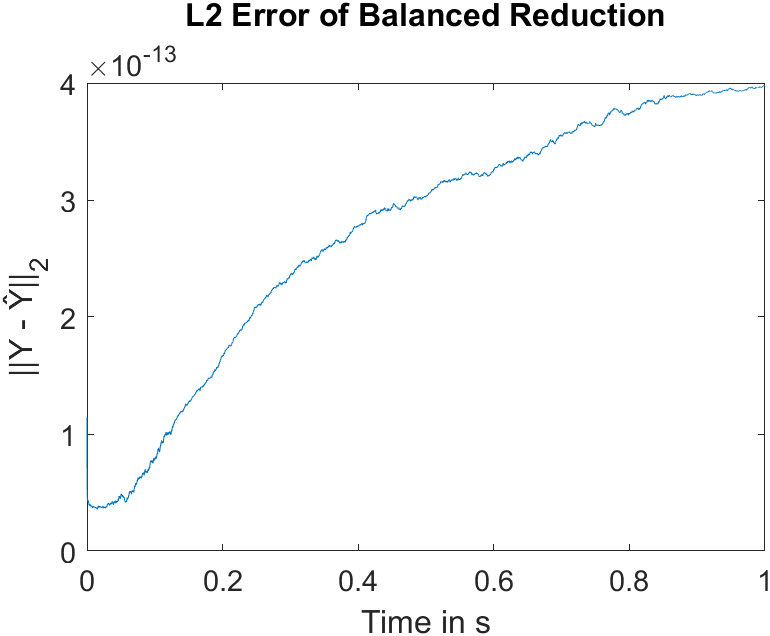 L2 Error of Balanced Reduction
×10⁻¹³
4
3
2
1
0
||Y - Ŷ||₂
0 0.2 0.4 0.6 0.8 1
Time in s